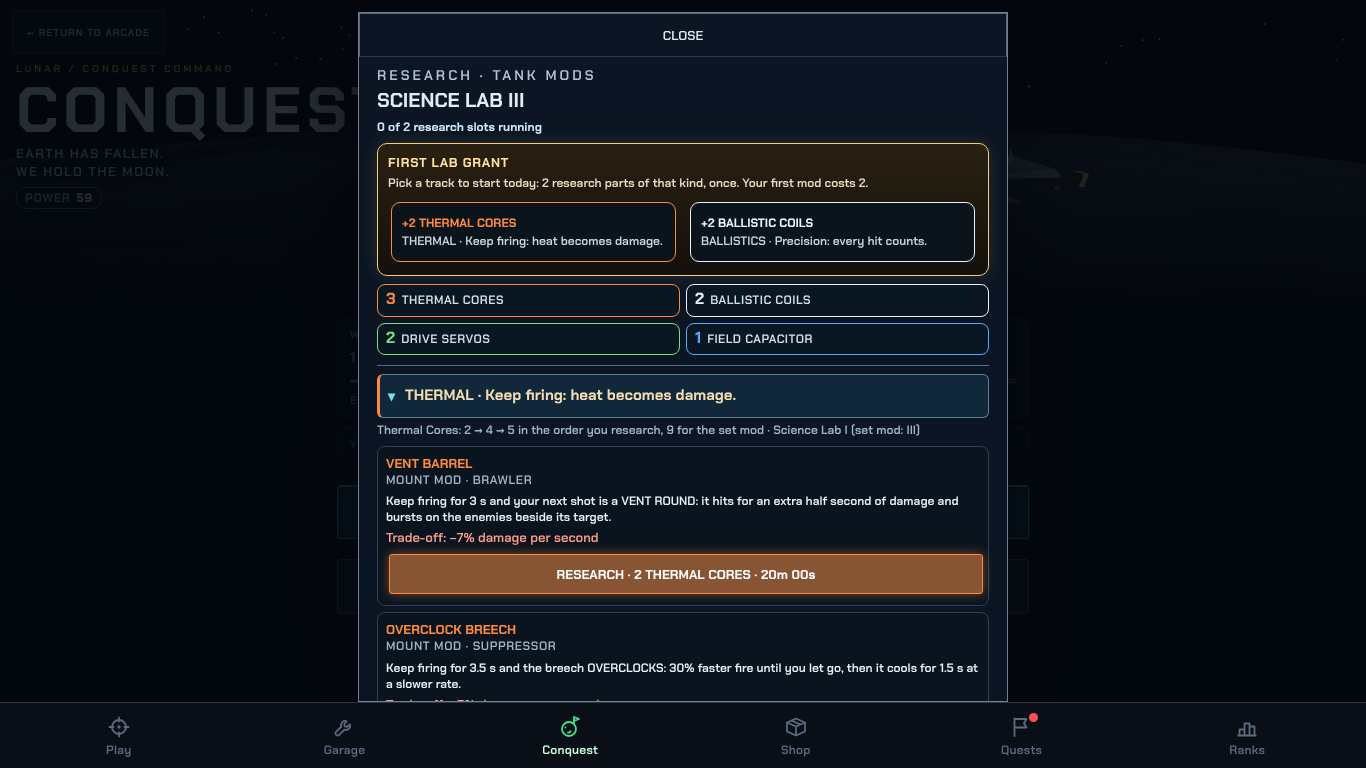 CLOSE
← RETURN TO ARCADE
LUNAR / CONQUEST COMMAND
CONQUEST
EARTH HAS FALLEN.
WE HOLD THE MOON.
POWER 59
RESEARCH · TANK MODS
SCIENCE LAB III
0 of 2 research slots running
FIRST LAB GRANT
Pick a track to start today: 2 research parts of that kind, once. Your first mod costs 2.
+2 THERMAL CORES
THERMAL · Keep firing: heat becomes damage.
+2 BALLISTIC COILS
BALLISTICS · Precision: every hit counts.
3 THERMAL CORES
2 BALLISTIC COILS
2 DRIVE SERVOS
1 FIELD CAPACITOR
▼ THERMAL · Keep firing: heat becomes damage.
Thermal Cores: 2 → 4 → 5 in the order you research, 9 for the set mod · Science Lab I (set mod: III)
VENT BARREL
MOUNT MOD · BRAWLER
Keep firing for 3 s and your next shot is a VENT ROUND: it hits for an extra half second of damage and
bursts on the enemies beside its target.
Trade-off: −7% damage per second
RESEARCH · 2 THERMAL CORES · 20m 00s
OVERCLOCK BREECH
MOUNT MOD · SUPPRESSOR
Keep firing for 3.5 s and the breech OVERCLOCKS: 30% faster fire until you let go, then it cools for 1.5 s at
a slower rate.
Play
Garage
Conquest
Shop
Quests
Ranks